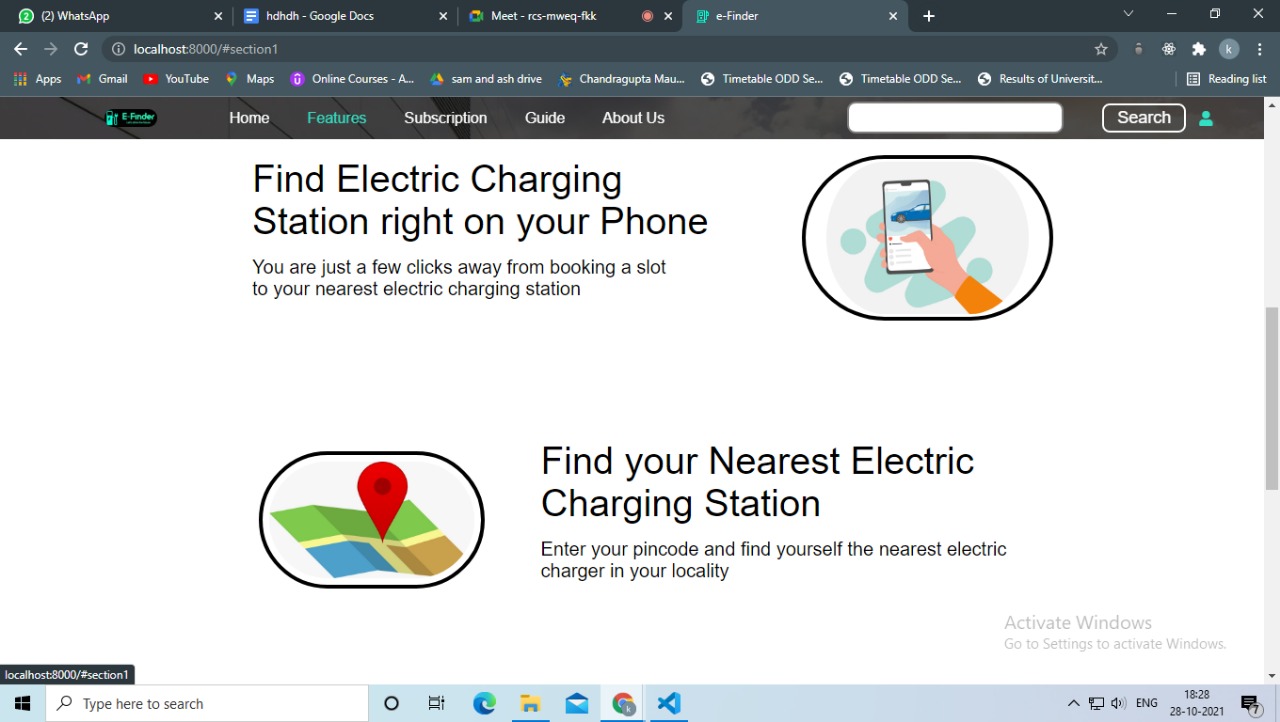 (2) WhatsApp
hdhdh - Google Docs
Meet - rcs-mweq-fkk
e-Finder
localhost:8000/#section1
k
Apps
Gmail
YouTube
Maps
Online Courses - A...
sam and ash drive
Chandragupta Mau...
Timetable ODD Se...
Timetable ODD Se...
Results of Universit...
Reading list
E-Finder
Home
Features
Subscription
Guide
About Us
Search
Find Electric Charging
Station right on your Phone
You are just a few clicks away from booking a slot
to your nearest electric charging station
Find your Nearest Electric
Charging Station
Enter your pincode and find yourself the nearest electric
charger in your locality
Activate Windows
Go to Settings to activate Windows.
localhost:8000/#section1
Type here to search
ENG
18:28
28-10-2021
7